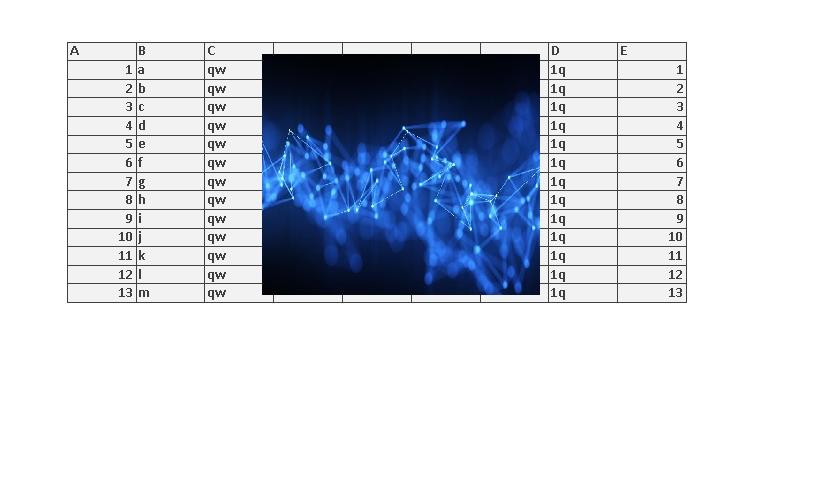 A B C D E
1 a qw 1q 1
2 b qw 1q 2
3 c qw 1q 3
4 d qw 1q 4
5 e qw 1q 5
6 f qw 1q 6
7 g qw 1q 7
8 h qw 1q 8
9 i qw 1q 9
10 j qw 1q 10
11 k qw 1q 11
12 l qw 1q 12
13 m qw 1q 13